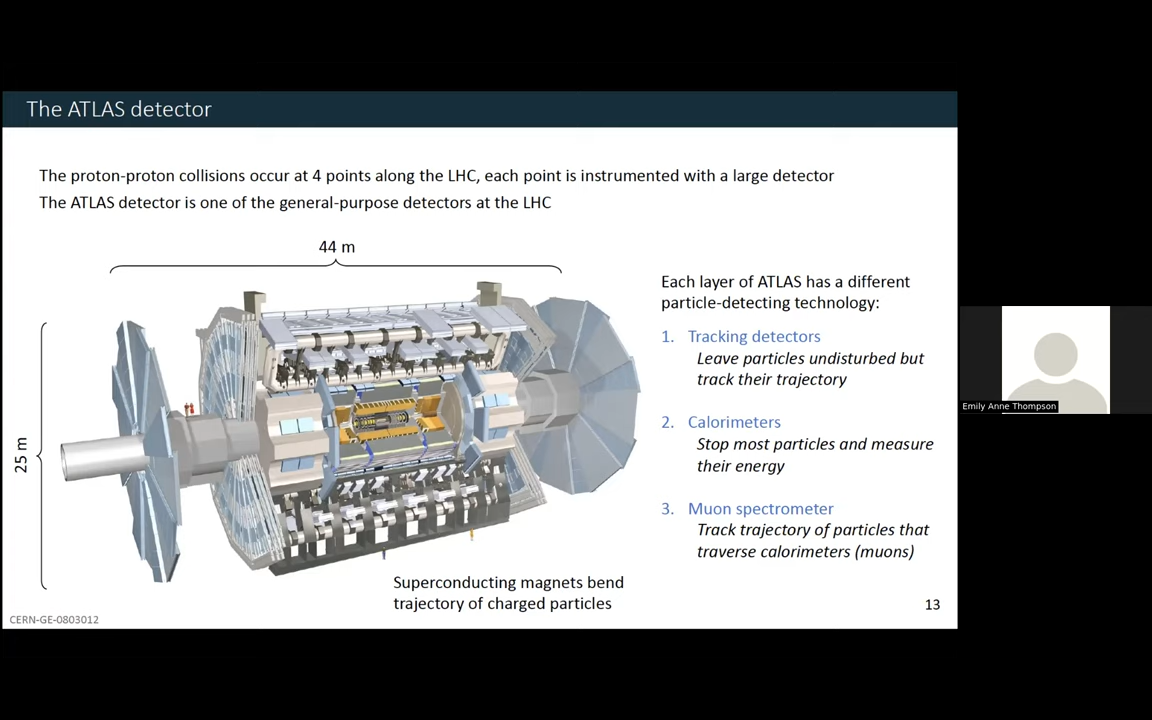 The ATLAS detector
The proton-proton collisions occur at 4 points along the LHC, each point is instrumented with a large detector
The ATLAS detector is one of the general-purpose detectors at the LHC
44 m
25 m
Each layer of ATLAS has a different
particle-detecting technology:
1. Tracking detectors
Leave particles undisturbed but
track their trajectory
2. Calorimeters
Stop most particles and measure
their energy
3. Muon spectrometer
Track trajectory of particles that
traverse calorimeters (muons)
Superconducting magnets bend
trajectory of charged particles
13
CERN-GE-0803012
Emily Anne Thompson